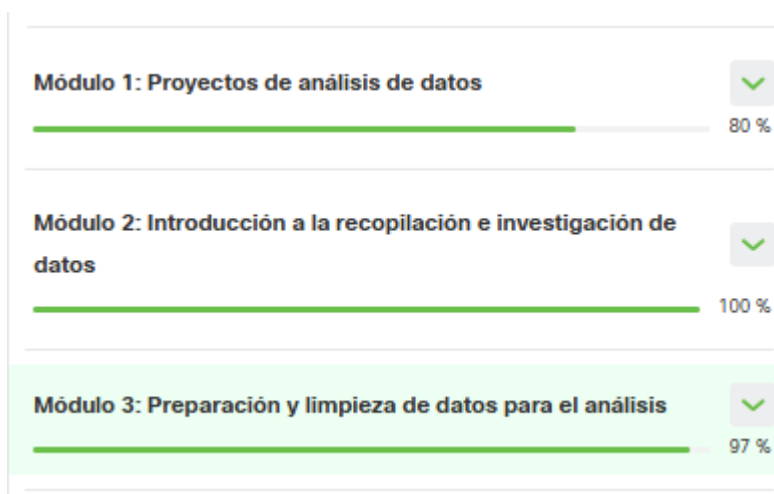 Módulo 1: Proyectos de análisis de datos
80 %
Módulo 2: Introducción a la recopilación e investigación de
datos
100 %
Módulo 3: Preparación y limpieza de datos para el análisis
97 %